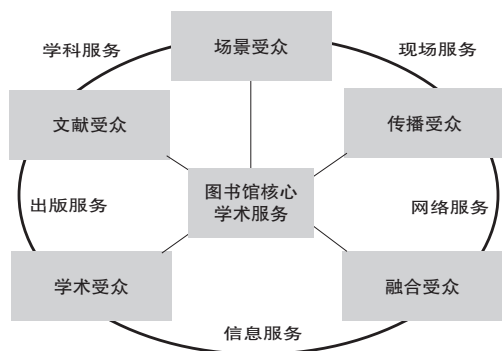 场景受众
学科服务
现场服务
文献受众
传播受众
图书馆核心
学术服务
出版服务
网络服务
学术受众
融合受众
信息服务